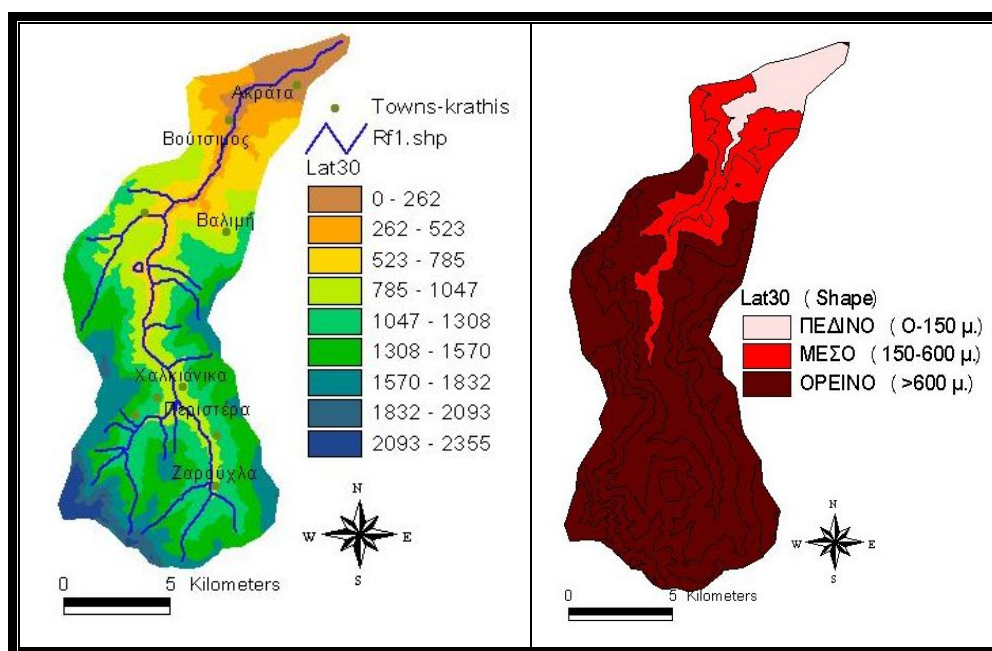 Ακράτα
Βούτσιμος
Βαλιμή
Χαλκιάνικα
Περιστέρα
Ζαρούχλα
Towns-krathis
Rf1.shp
Lat30
0 - 262
262 - 523
523 - 785
785 - 1047
1047 - 1308
1308 - 1570
1570 - 1832
1832 - 2093
2093 - 2355
N
W E
S
0 5 Kilometers
Lat30 ( Shape)
ΠΕΔΙΝΟ ( 0-150 μ.)
ΜΕΣΟ ( 150-600 μ.)
ΟΡΕΙΝΟ ( >600 μ.)
N
W E
S
0 5 Kilometers